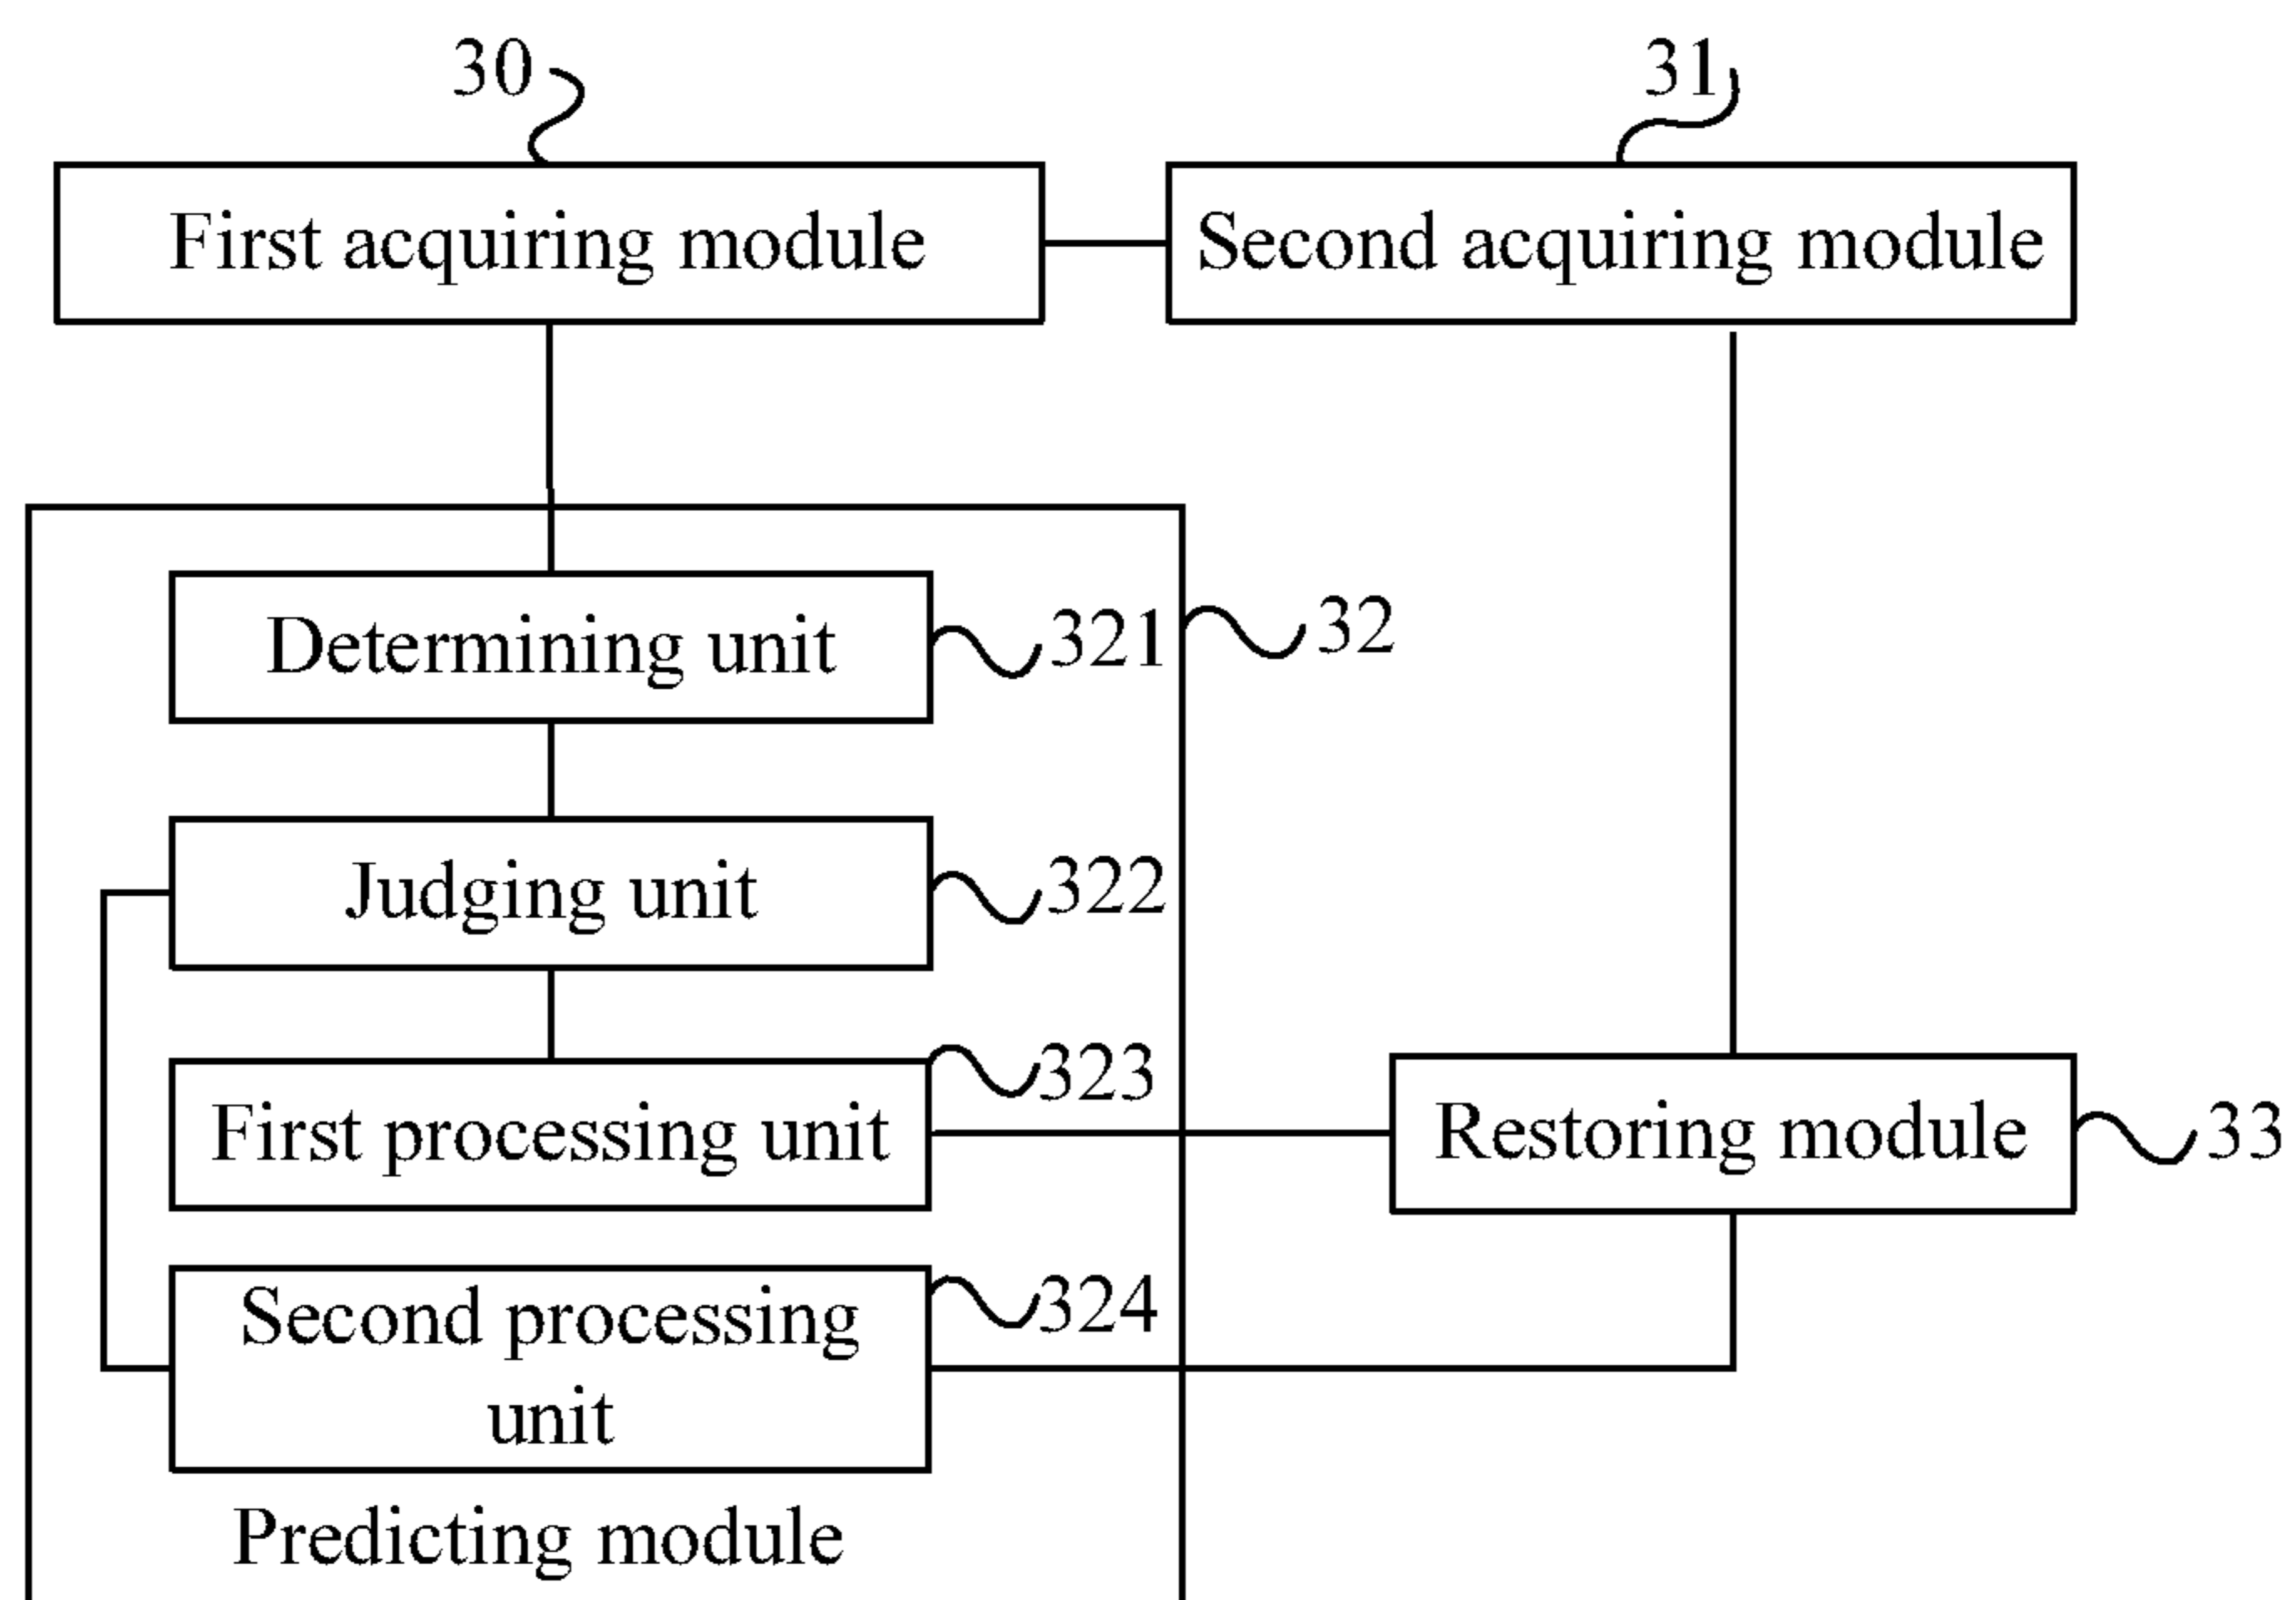 30
31
First acquiring module
Second acquiring module
Determining unit
321
32
Judging unit
322
323
First processing unit
Restoring module
33
Second processing
unit
324
Predicting module